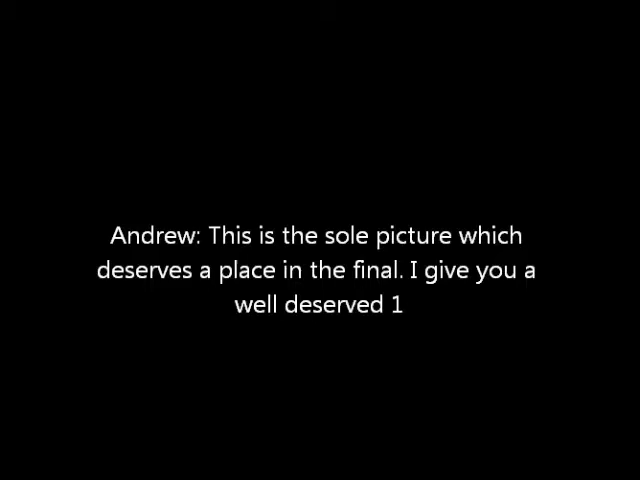 Andrew: This is the sole picture which
deserves a place in the final. I give you a
well deserved 1